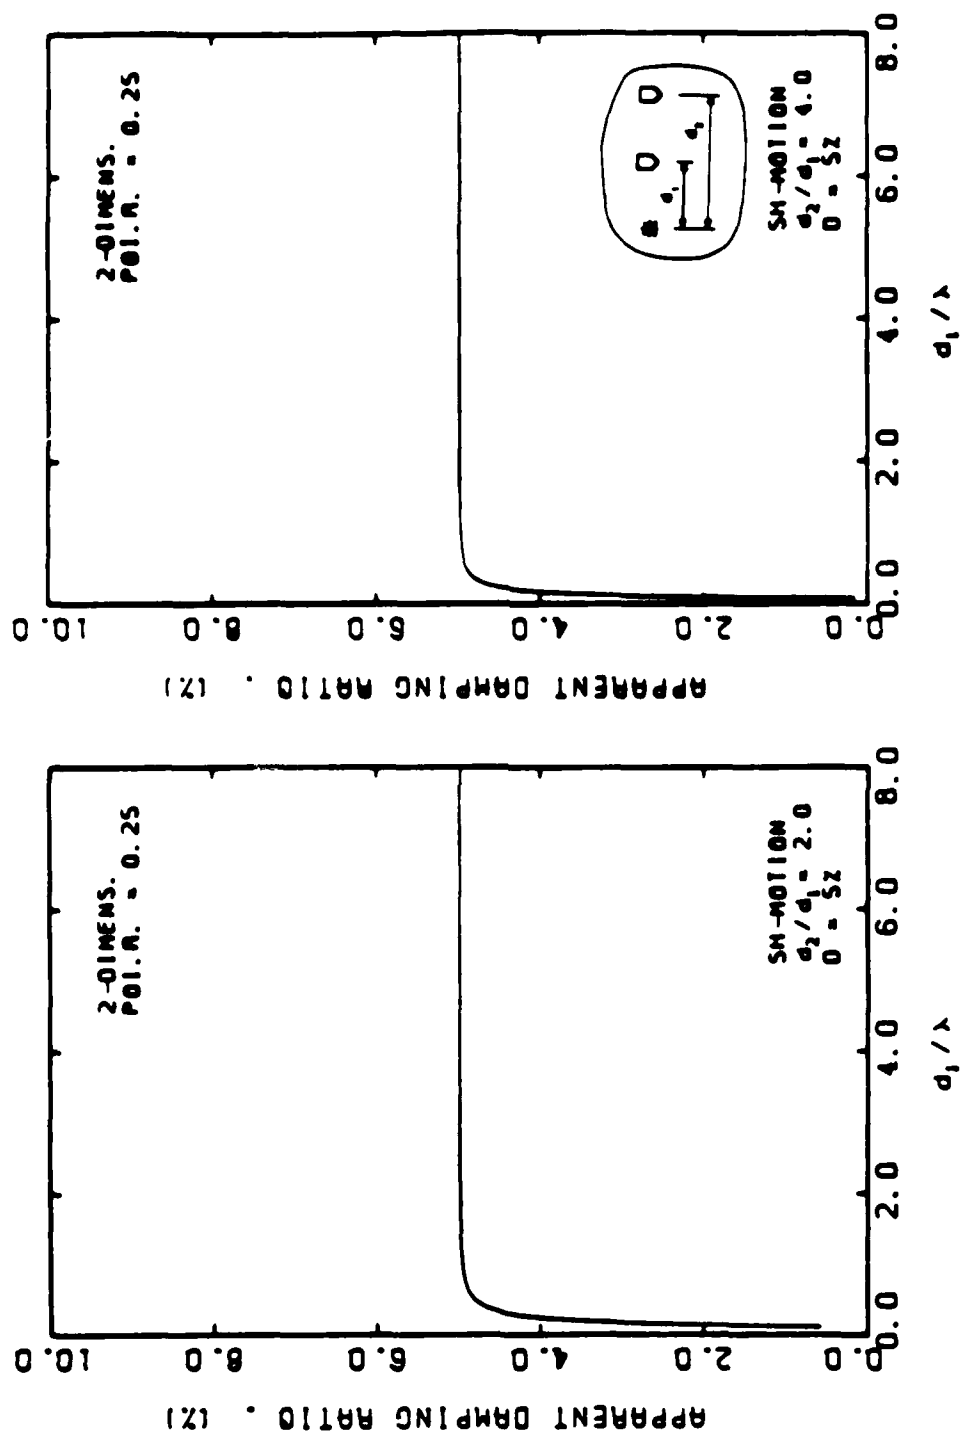 2-DIMENS.
POI.R. = 0.25
SH-MOTION
d2/d1 = 2.0
D = 5%
10.0
8.0
6.0
4.0
2.0
0.0
APPARENT DAMPING RATIO . (%)
0.0 2.0 4.0 6.0 8.0
d1/λ
2-DIMENS.
POI.R. = 0.25
d1
d2
SH-MOTION
d2/d1 = 4.0
D = 5%
10.0
8.0
6.0
4.0
2.0
0.0
APPARENT DAMPING RATIO . (%)
0.0 2.0 4.0 6.0 8.0
d1/λ